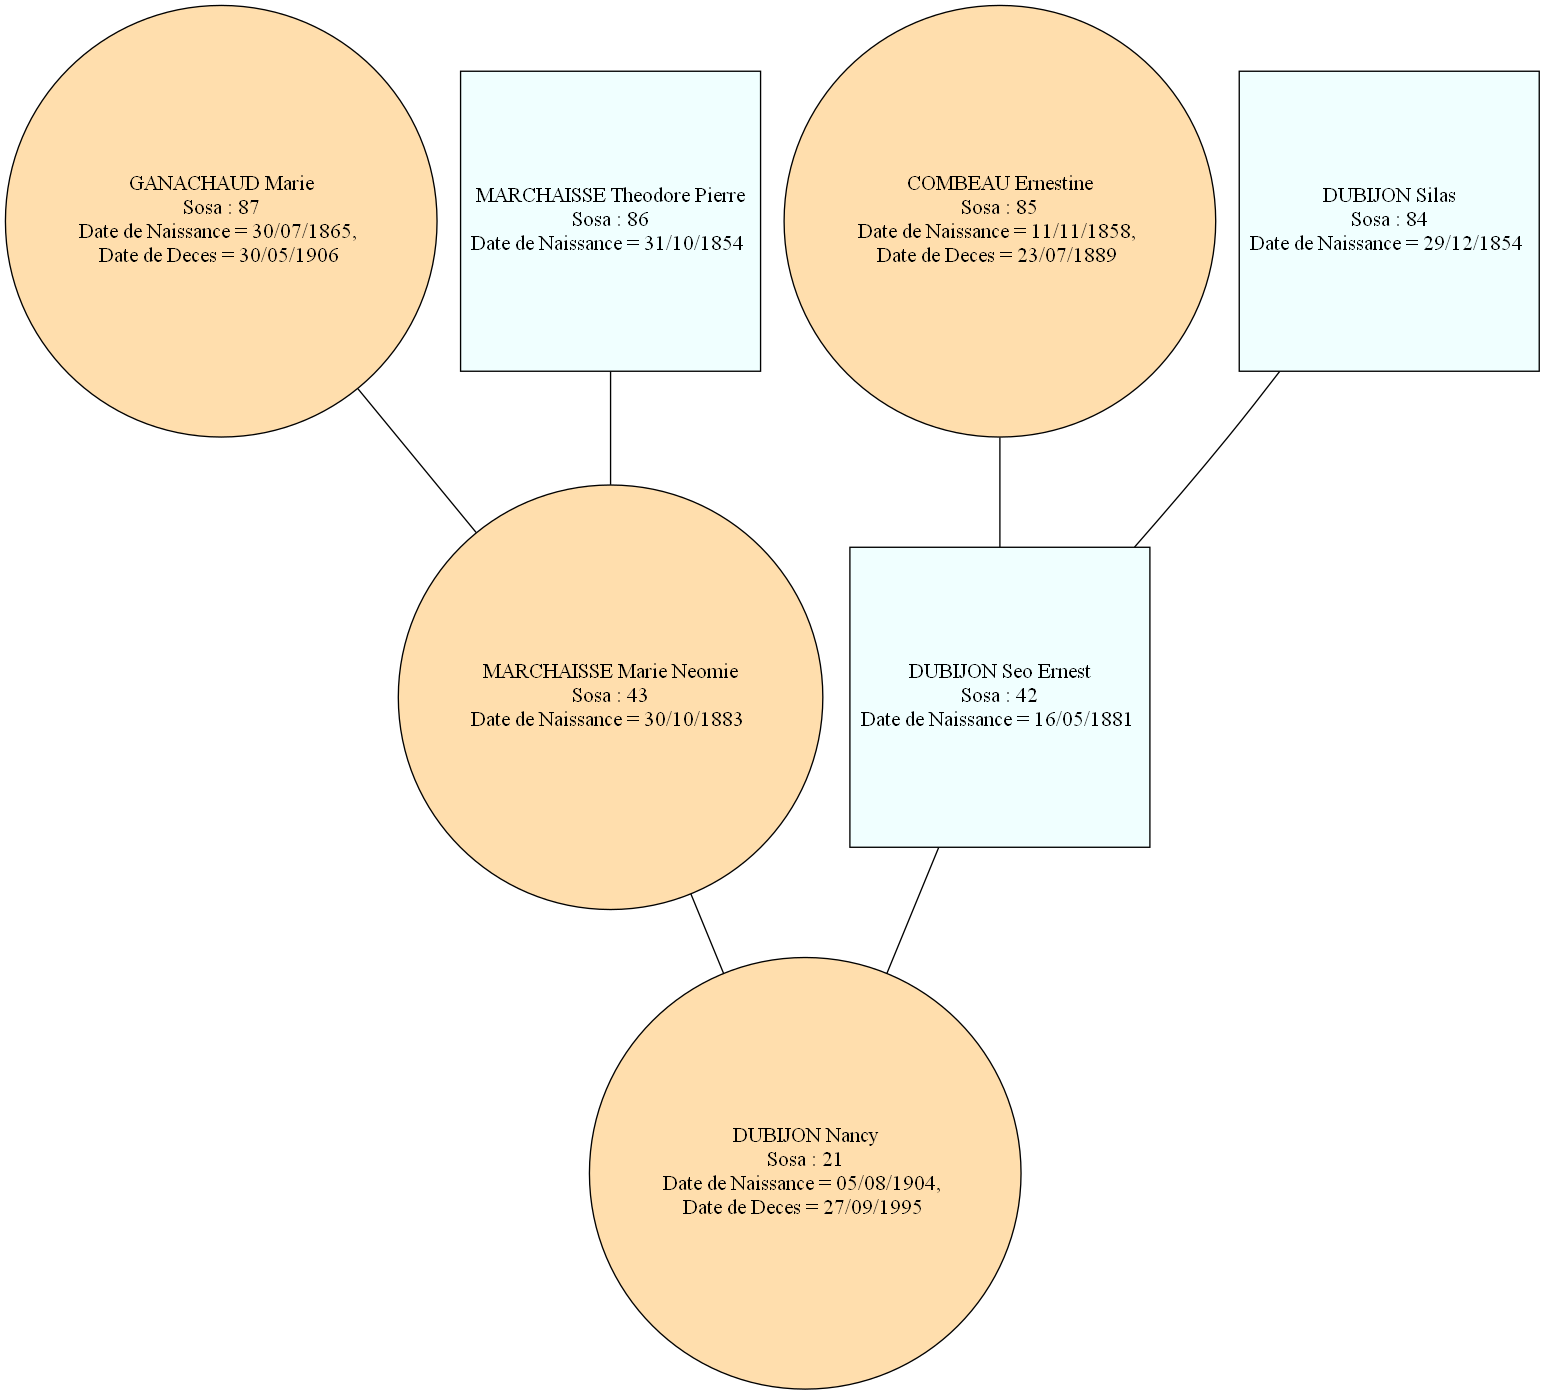 GANACHAUD Marie
Sosa : 87
Date de Naissance = 30/07/1865,
Date de Deces = 30/05/1906
MARCHAISSE Theodore Pierre
Sosa : 86
Date de Naissance = 31/10/1854
COMBEAU Ernestine
Sosa : 85
Date de Naissance = 11/11/1858,
Date de Deces = 23/07/1889
DUBIJON Silas
Sosa : 84
Date de Naissance = 29/12/1854
MARCHAISSE Marie Neomie
Sosa : 43
Date de Naissance = 30/10/1883
DUBIJON Seo Ernest
Sosa : 42
Date de Naissance = 16/05/1881
DUBIJON Nancy
Sosa : 21
Date de Naissance = 05/08/1904,
Date de Deces = 27/09/1995